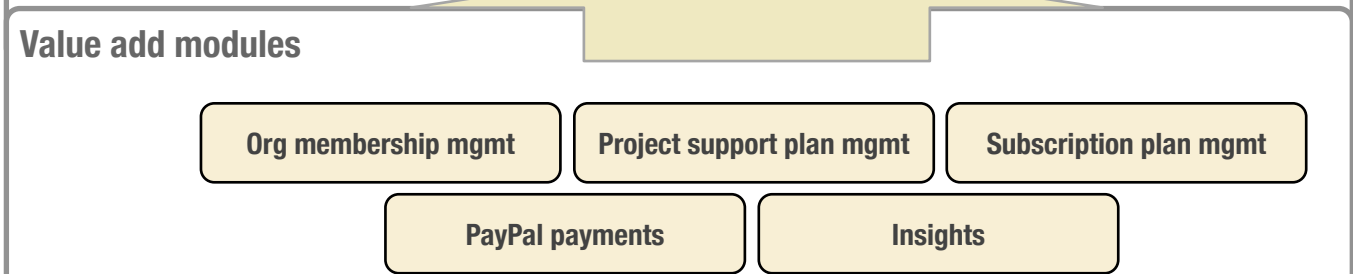 Value add modules
Org membership mgmt Project support plan mgmt Subscription plan mgmt
PayPal payments Insights